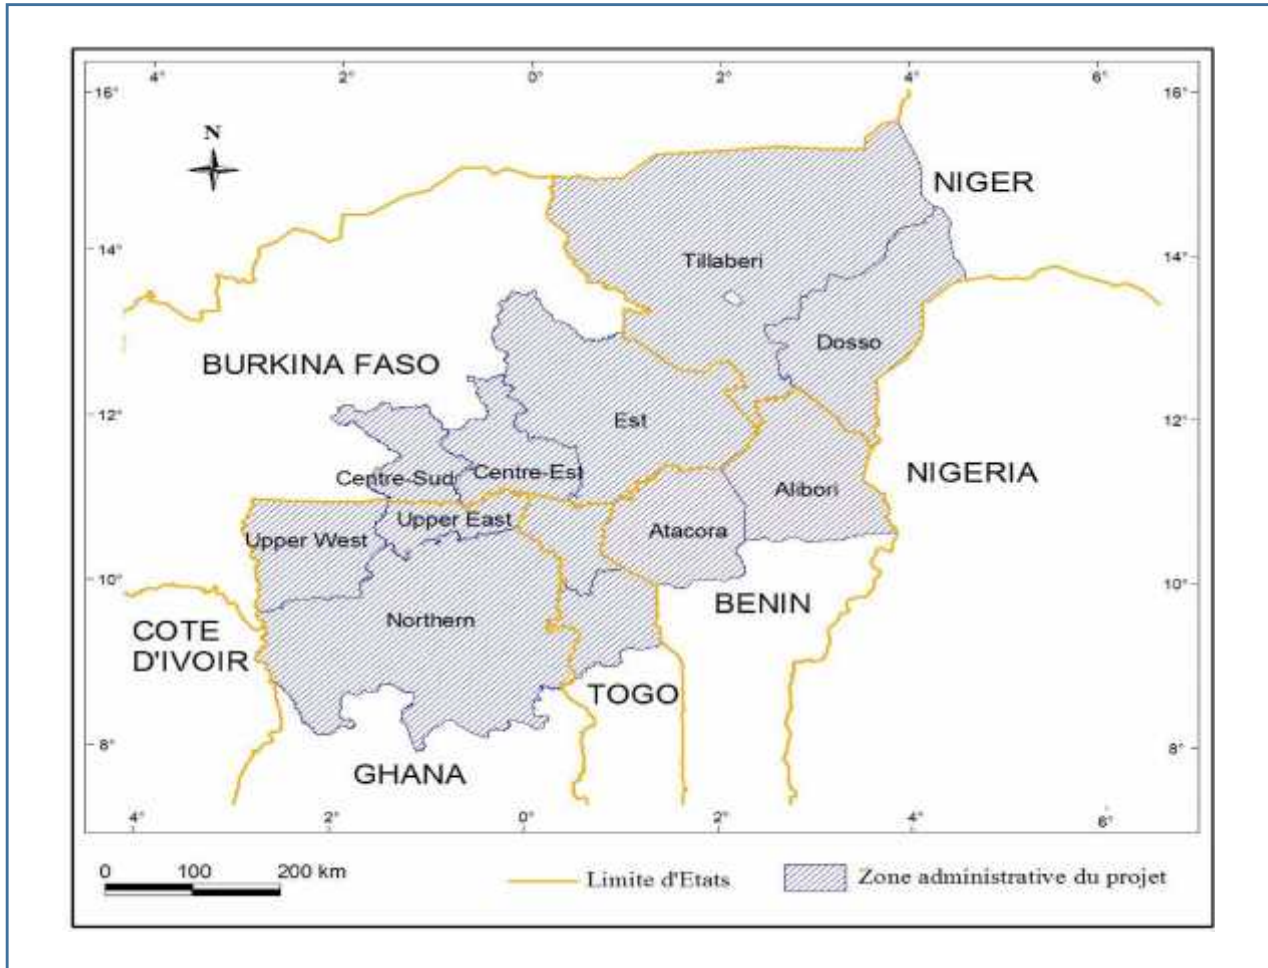 4° 2° 0° 2° 4° 6°
16° 16°
N
NIGER
14° 14°
Tillaberi
Dosso
BURKINA FASO
12° 12°
Est
Centre-Sud Centre-Est
NIGERIA
Alibori
Upper East
Atacora
Upper West
10° 10°
BENIN
Northern
COTE
D'IVOIR
TOGO
8° 8°
GHANA
4° 2° 0° 2° 4° 6°
0 100 200 km
Limite d'Etats
Zone administrative du projet